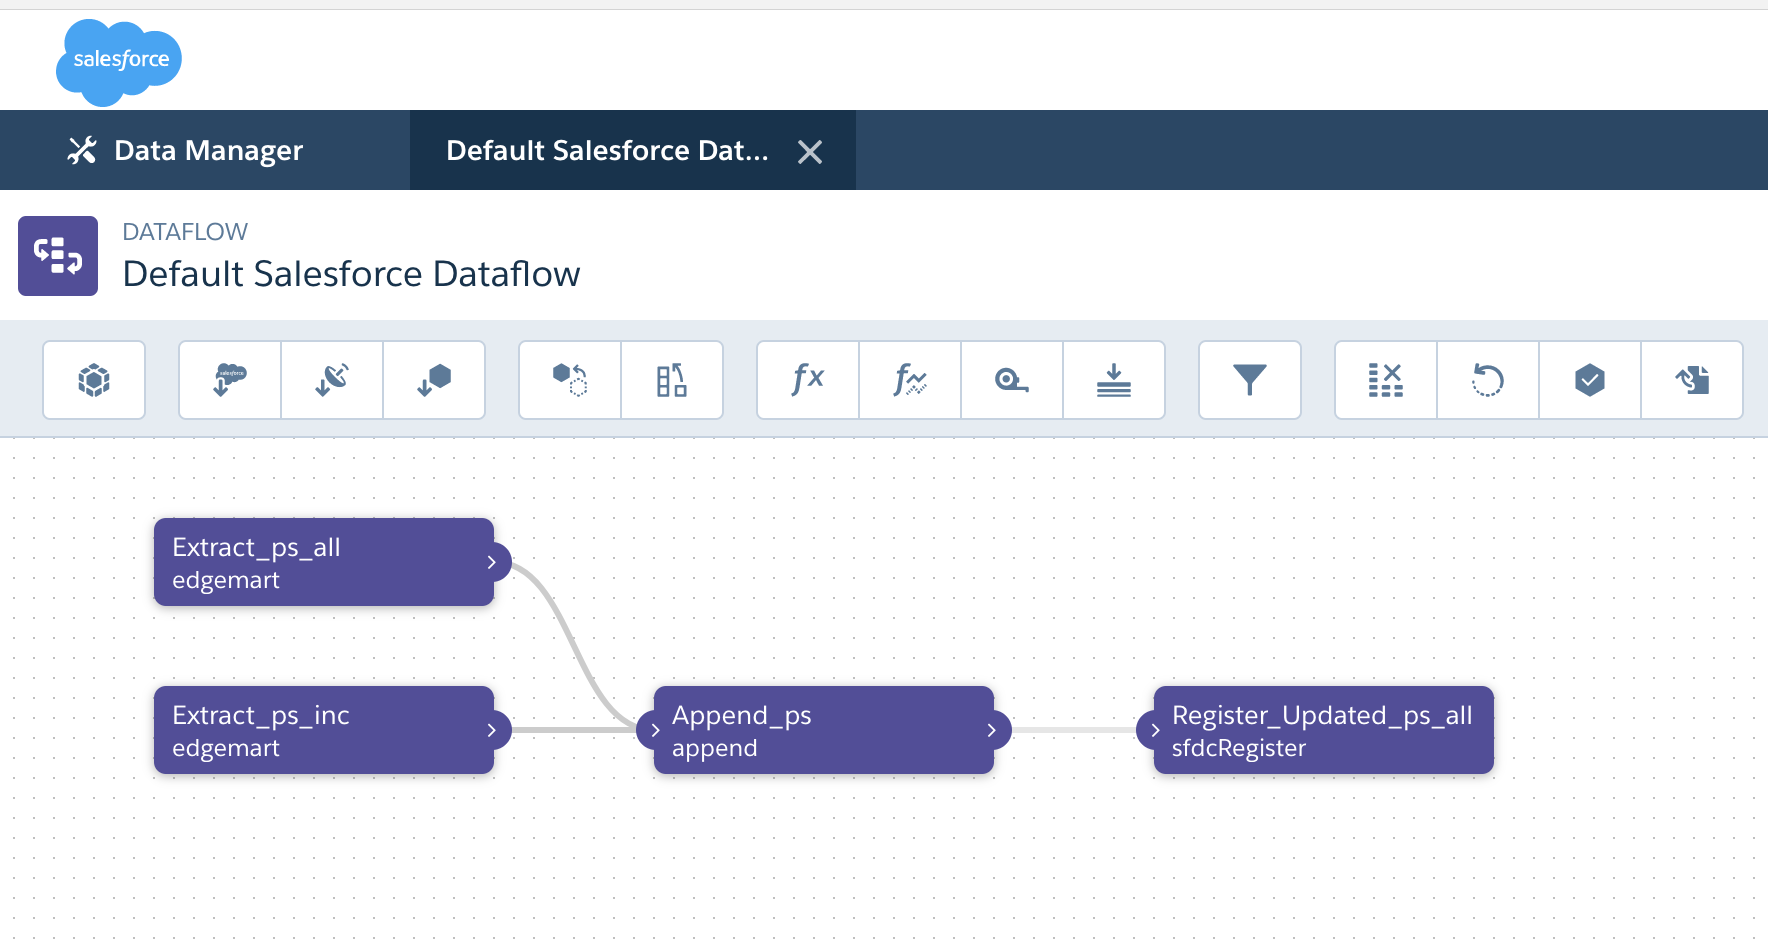 salesforce
Data Manager
Default Salesforce Dat...
DATAFLOW
Default Salesforce Dataflow
salesforce
fx
f
Extract_ps_all
edgemart
Extract_ps_inc
edgemart
Append_ps
append
Register_Updated_ps_all
sfdcRegister